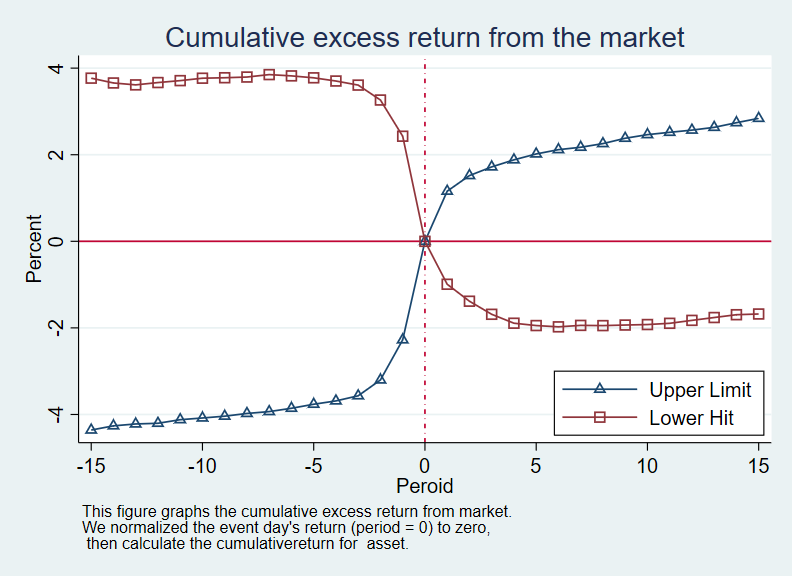 Cumulative excess return from the market
4
2
0
-2
-4
Percent
Upper Limit
Lower Hit
-15 -10 -5 0 5 10 15
Peroid
This figure graphs the cumulative excess return from market.
We normalized the event day's return (period = 0) to zero,
then calculate the cumulativereturn for  asset.